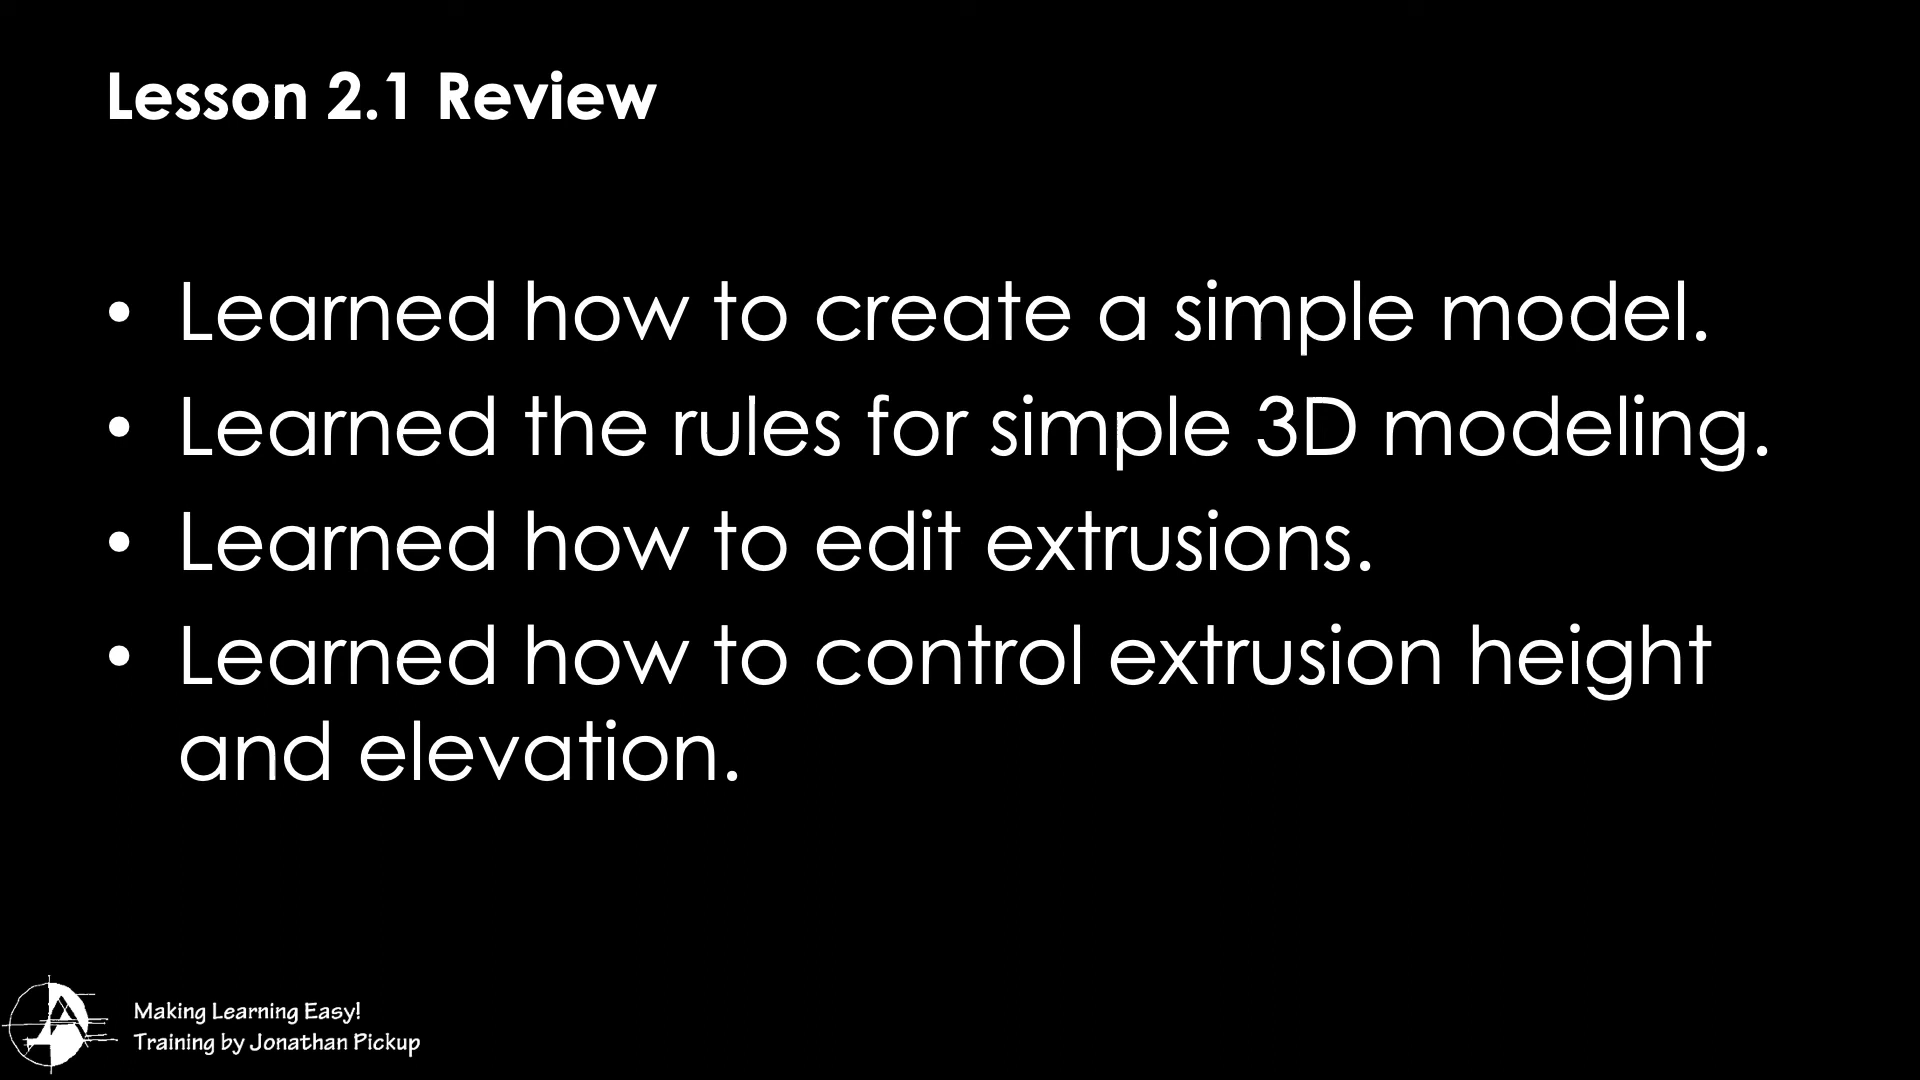 Lesson 2.1 Review
• Learned how to create a simple model.
• Learned the rules for simple 3D modeling.
• Learned how to edit extrusions.
• Learned how to control extrusion height
and elevation.
Making Learning Easy!
Training by Jonathan Pickup